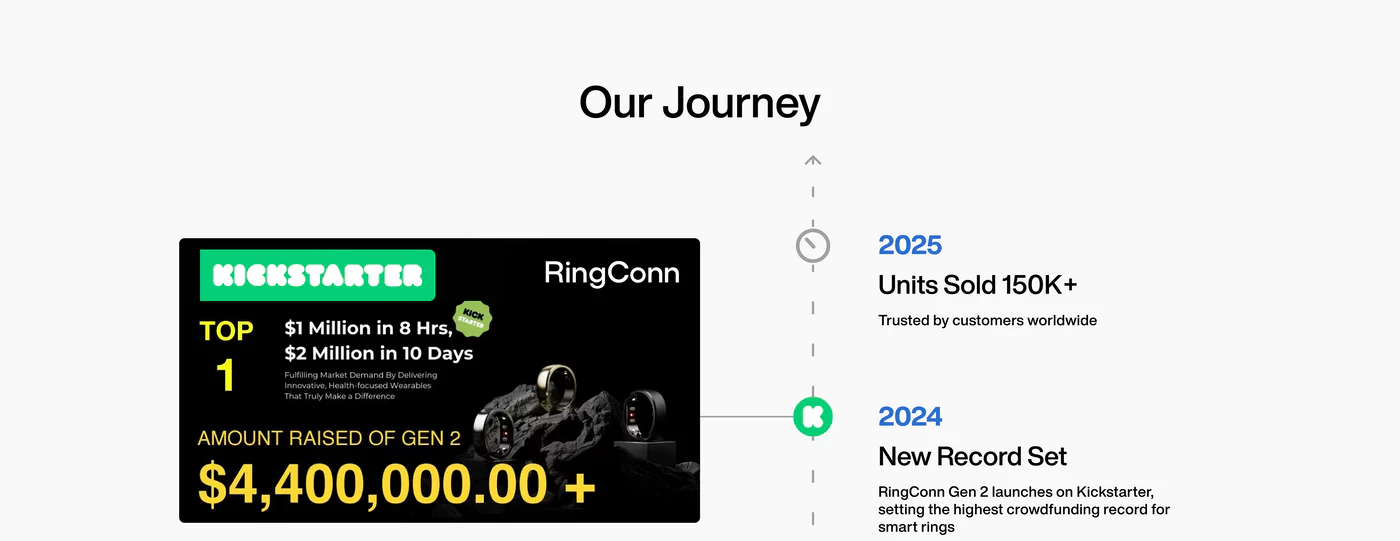 Our Journey
KICKSTARTER
RingConn
TOP
1
$1 Million in 8 Hrs,
$2 Million in 10 Days
KICK
STARTER
Fulfilling Market Demand By Delivering
Innovative, Health-focused Wearables
That Truly Make a Difference
AMOUNT RAISED OF GEN 2
$4,400,000.00 +
2025
Units Sold 150K+
Trusted by customers worldwide
K
2024
New Record Set
RingConn Gen 2 launches on Kickstarter,
setting the highest crowdfunding record for
smart rings